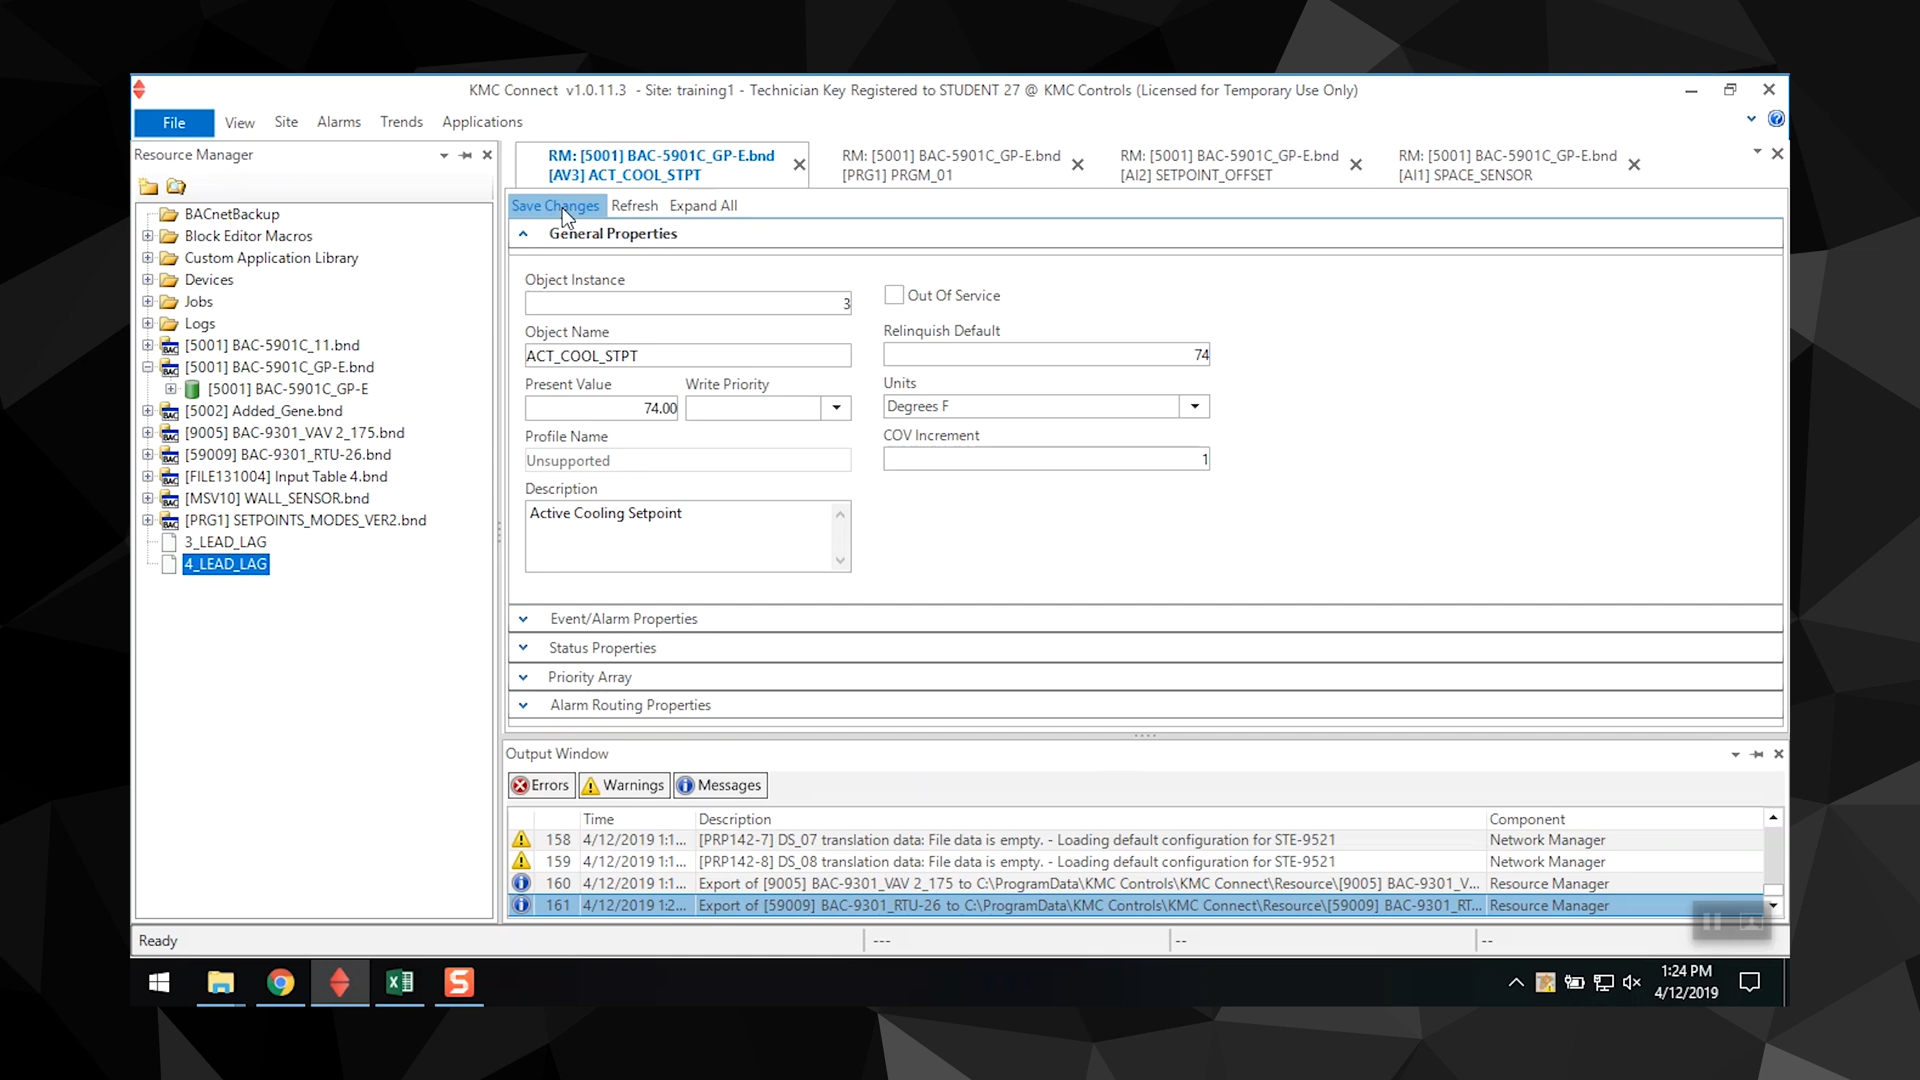 KMC Connect v1.0.11.3 - Site: training1 - Technician Key Registered to STUDENT 27 @ KMC Controls (Licensed for Temporary Use Only)
File View Site Alarms Trends Applications
Resource Manager
BACnetBackup
Block Editor Macros
Custom Application Library
Devices
Jobs
Logs
[5001] BAC-5901C_11.bnd
[5001] BAC-5901C_GP-E.bnd
[5001] BAC-5901C_GP-E
[5002] Added_Gene.bnd
[9005] BAC-9301_VAV 2_175.bnd
[59009] BAC-9301_RTU-26.bnd
[FILE131004] Input Table 4.bnd
[MSV10] WALL_SENSOR.bnd
[PRG1] SETPOINTS_MODES_VER2.bnd
3_LEAD_LAG
4_LEAD_LAG
RM: [5001] BAC-5901C_GP-E.bnd
[AV3] ACT_COOL_STPT
RM: [5001] BAC-5901C_GP-E.bnd
[PRG1] PRGM_01
RM: [5001] BAC-5901C_GP-E.bnd
[AI2] SETPOINT_OFFSET
RM: [5001] BAC-5901C_GP-E.bnd
[AI1] SPACE_SENSOR
Save Changes Refresh Expand All
General Properties
Object Instance
3
Object Name
ACT_COOL_STPT
Present Value Write Priority
74.00
Profile Name
Unsupported
Description
Active Cooling Setpoint
Out Of Service
Relinquish Default
74
Units
Degrees F
COV Increment
1
Event/Alarm Properties
Status Properties
Priority Array
Alarm Routing Properties
Output Window
Errors Warnings Messages
Time Description Component
158 4/12/2019 1:1... [PRP142-7] DS_07 translation data: File data is empty. - Loading default configuration for STE-9521 Network Manager
159 4/12/2019 1:1... [PRP142-8] DS_08 translation data: File data is empty. - Loading default configuration for STE-9521 Network Manager
160 4/12/2019 1:1... Export of [9005] BAC-9301_VAV 2_175 to C:\ProgramData\KMC Controls\KMC Connect\Resource\[9005] BAC-9301_V... Resource Manager
161 4/12/2019 1:2... Export of [59009] BAC-9301_RTU-26 to C:\ProgramData\KMC Controls\KMC Connect\Resource\[59009] BAC-9301_RT... Resource Manager
Ready --- -- --
1:24 PM
4/12/2019